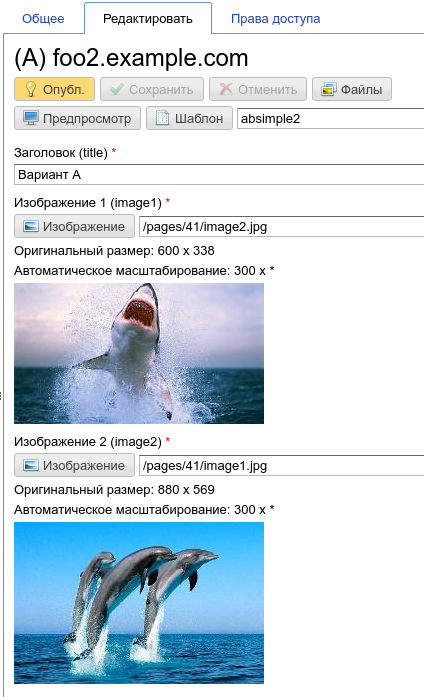 Общее Редактировать Права доступа
(A) foo2.example.com
Опубл. Сохранить Отменить Файлы
Предпросмотр Шаблон absimple2
Заголовок (title) *
Вариант А
Изображение 1 (image1) *
Изображение /pages/41/image2.jpg
Оригинальный размер: 600 x 338
Автоматическое масштабирование: 300 x *
Изображение 2 (image2) *
Изображение /pages/41/image1.jpg
Оригинальный размер: 880 x 569
Автоматическое масштабирование: 300 x *